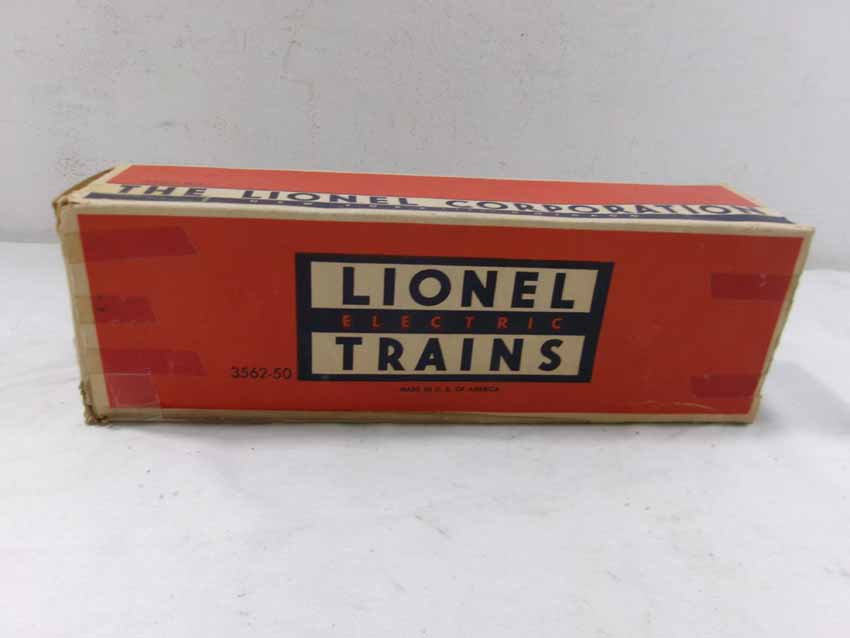 THE LIONEL CORPORATION
LIONEL
ELECTRIC
TRAINS
3562-50
MADE IN U. S. OF AMERICA